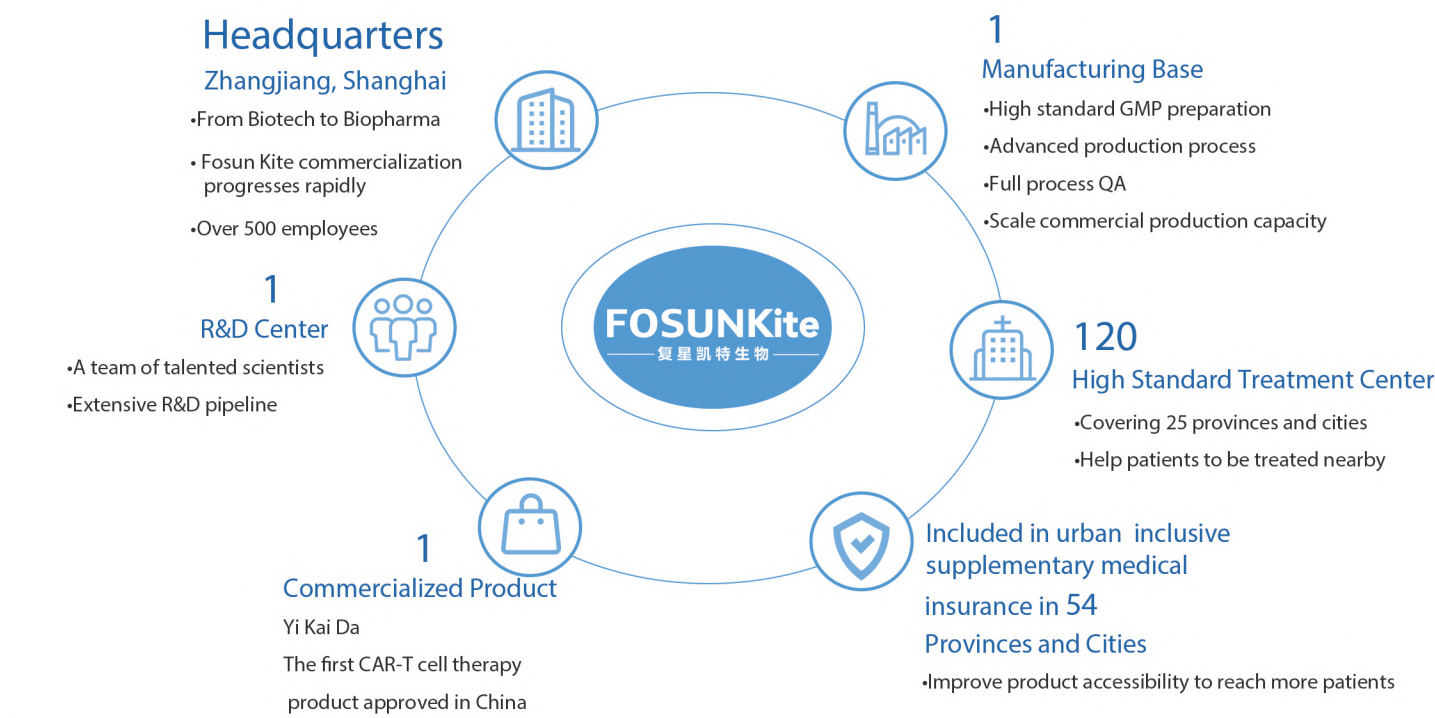 Headquarters
Zhangjiang, Shanghai
•From Biotech to Biopharma
• Fosun Kite commercialization
progresses rapidly
•Over 500 employees
1
Manufacturing Base
•High standard GMP preparation
•Advanced production process
•Full process QA
•Scale commercial production capacity
1
R&D Center
•A team of talented scientists
•Extensive R&D pipeline
FOSUNKite
复星凯特生物
120
High Standard Treatment Center
•Covering 25 provinces and cities
•Help patients to be treated nearby
1
Commercialized Product
Yi Kai Da
The first CAR-T cell therapy
product approved in China
Included in urban inclusive
supplementary medical
insurance in 54
Provinces and Cities
•Improve product accessibility to reach more patients